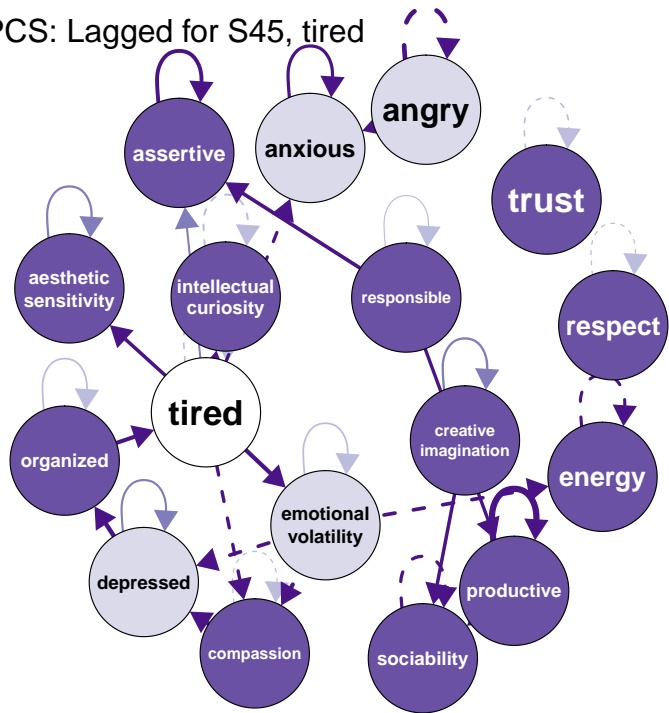 PCS: Lagged for S45, tired
angry
anxious
assertive
trust
aesthetic
sensitivity
intellectual
curiosity
responsible
respect
tired
organized
creative
imagination
energy
emotional
volatility
depressed
productive
compassion
sociability